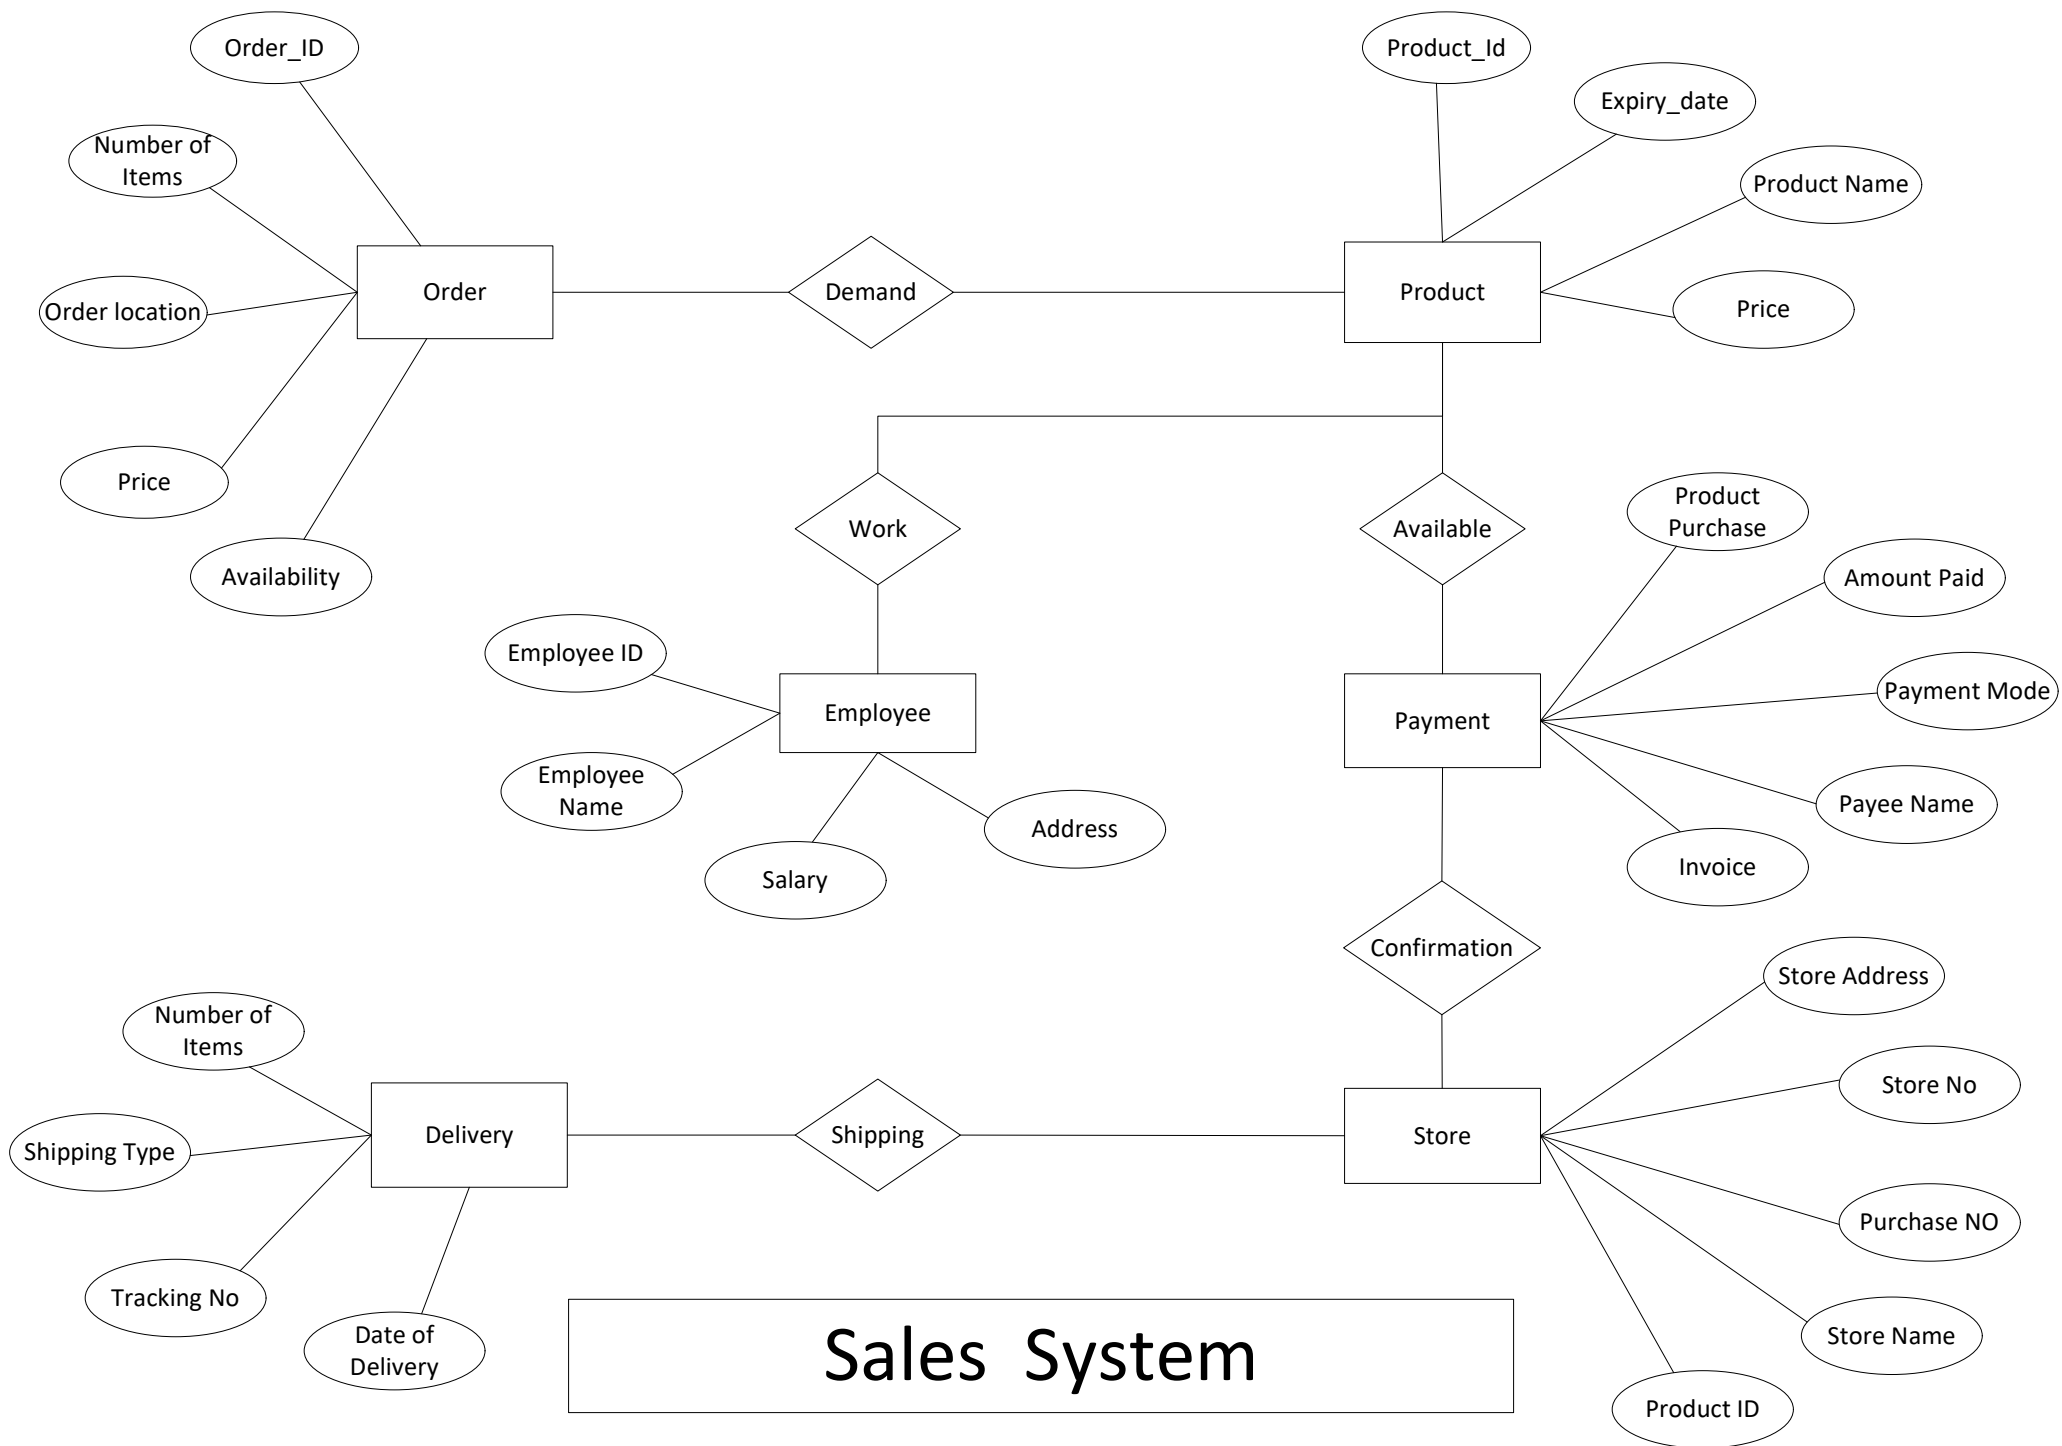 Order_ID
Product_Id
Expiry_date
Number of
Items
Product Name
Order
Demand
Product
Order location
Price
Price
Product
Purchase
Work
Available
Availability
Amount Paid
Employee ID
Payment Mode
Employee
Payment
Employee
Name
Payee Name
Address
Salary
Invoice
Confirmation
Store Address
Number of
Items
Store No
Delivery
Shipping
Store
Shipping Type
Purchase NO
Tracking No
Date of
Delivery
Store Name
Sales System
Product ID